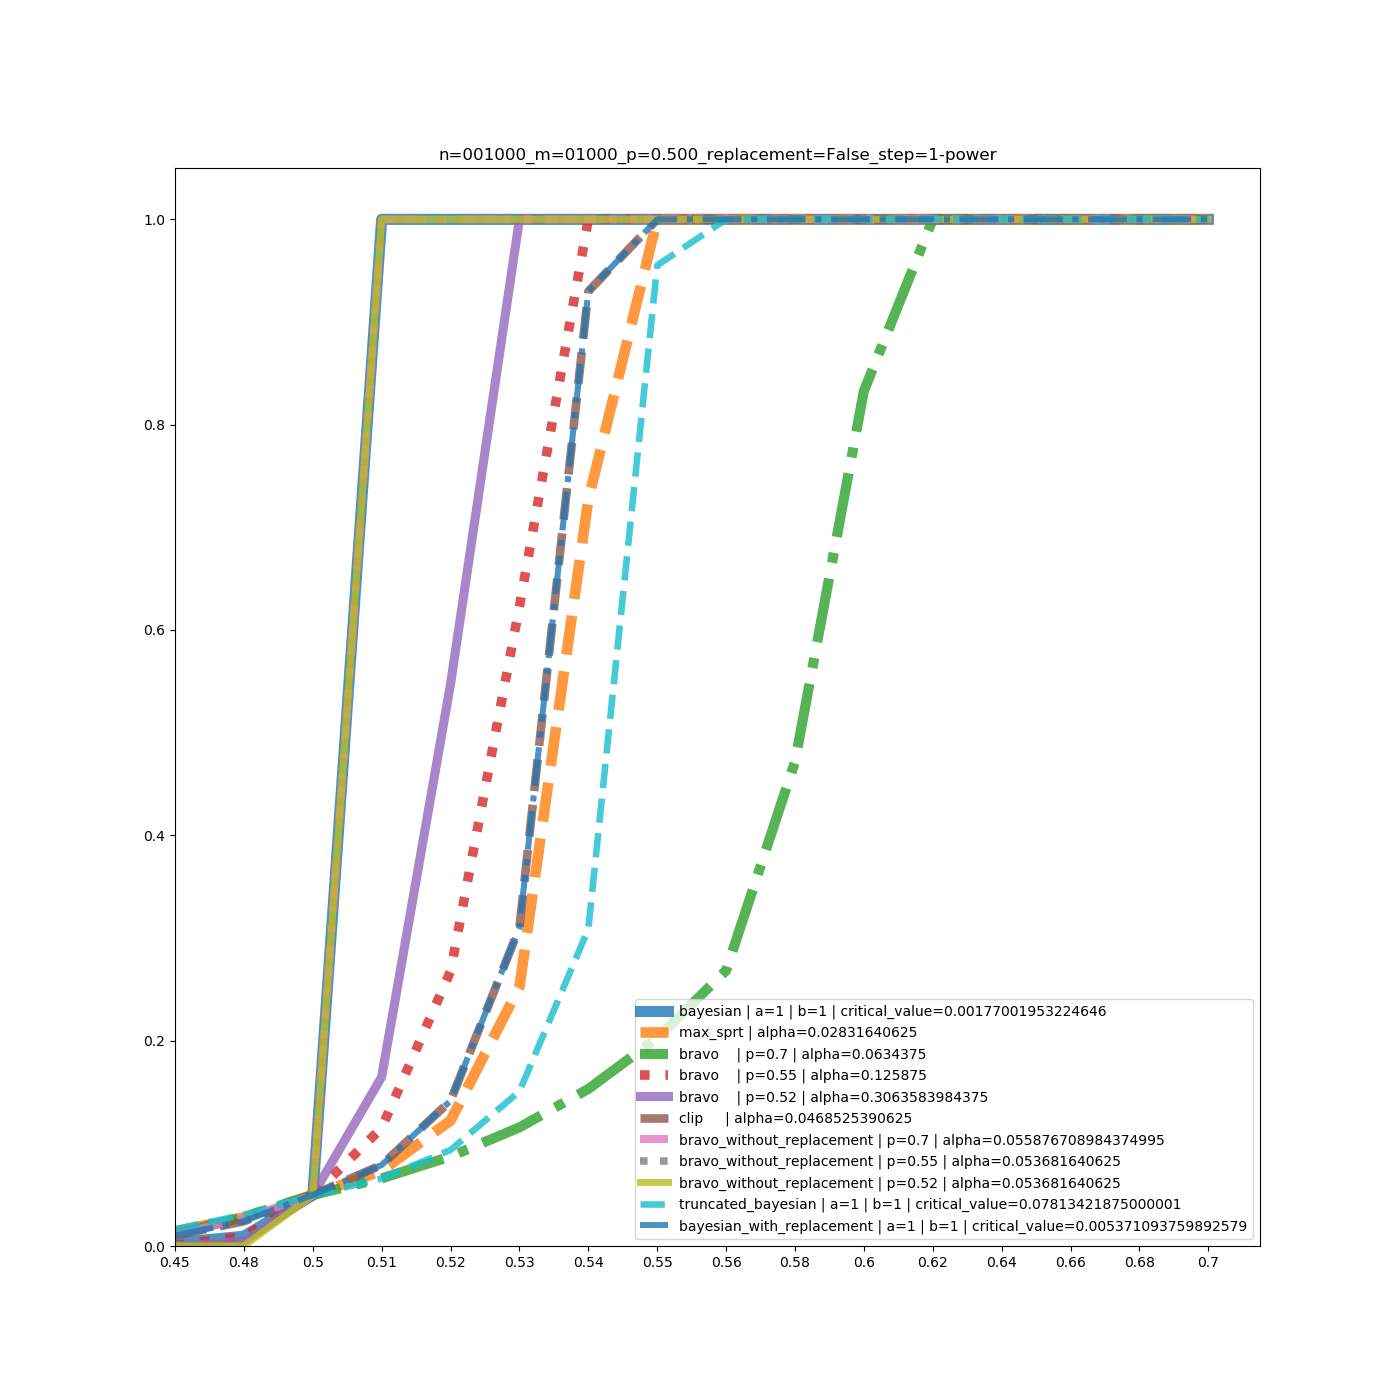 n=001000_m=01000_p=0.500_replacement=False_step=1-power
1.0
0.8
0.6
0.4
0.2
0.0
bayesian | a=1 | b=1 | critical_value=0.00177001953224646
max_sprt | alpha=0.02831640625
bravo | p=0.7 | alpha=0.0634375
bravo | p=0.55 | alpha=0.125875
bravo | p=0.52 | alpha=0.3063583984375
clip | alpha=0.0468525390625
bravo_without_replacement | p=0.7 | alpha=0.055876708984374995
bravo_without_replacement | p=0.55 | alpha=0.053681640625
bravo_without_replacement | p=0.52 | alpha=0.053681640625
truncated_bayesian | a=1 | b=1 | critical_value=0.07813421875000001
bayesian_with_replacement | a=1 | b=1 | critical_value=0.005371093759892579
0.45 0.48 0.5 0.51 0.52 0.53 0.54 0.55 0.56 0.58 0.6 0.62 0.64 0.66 0.68 0.7